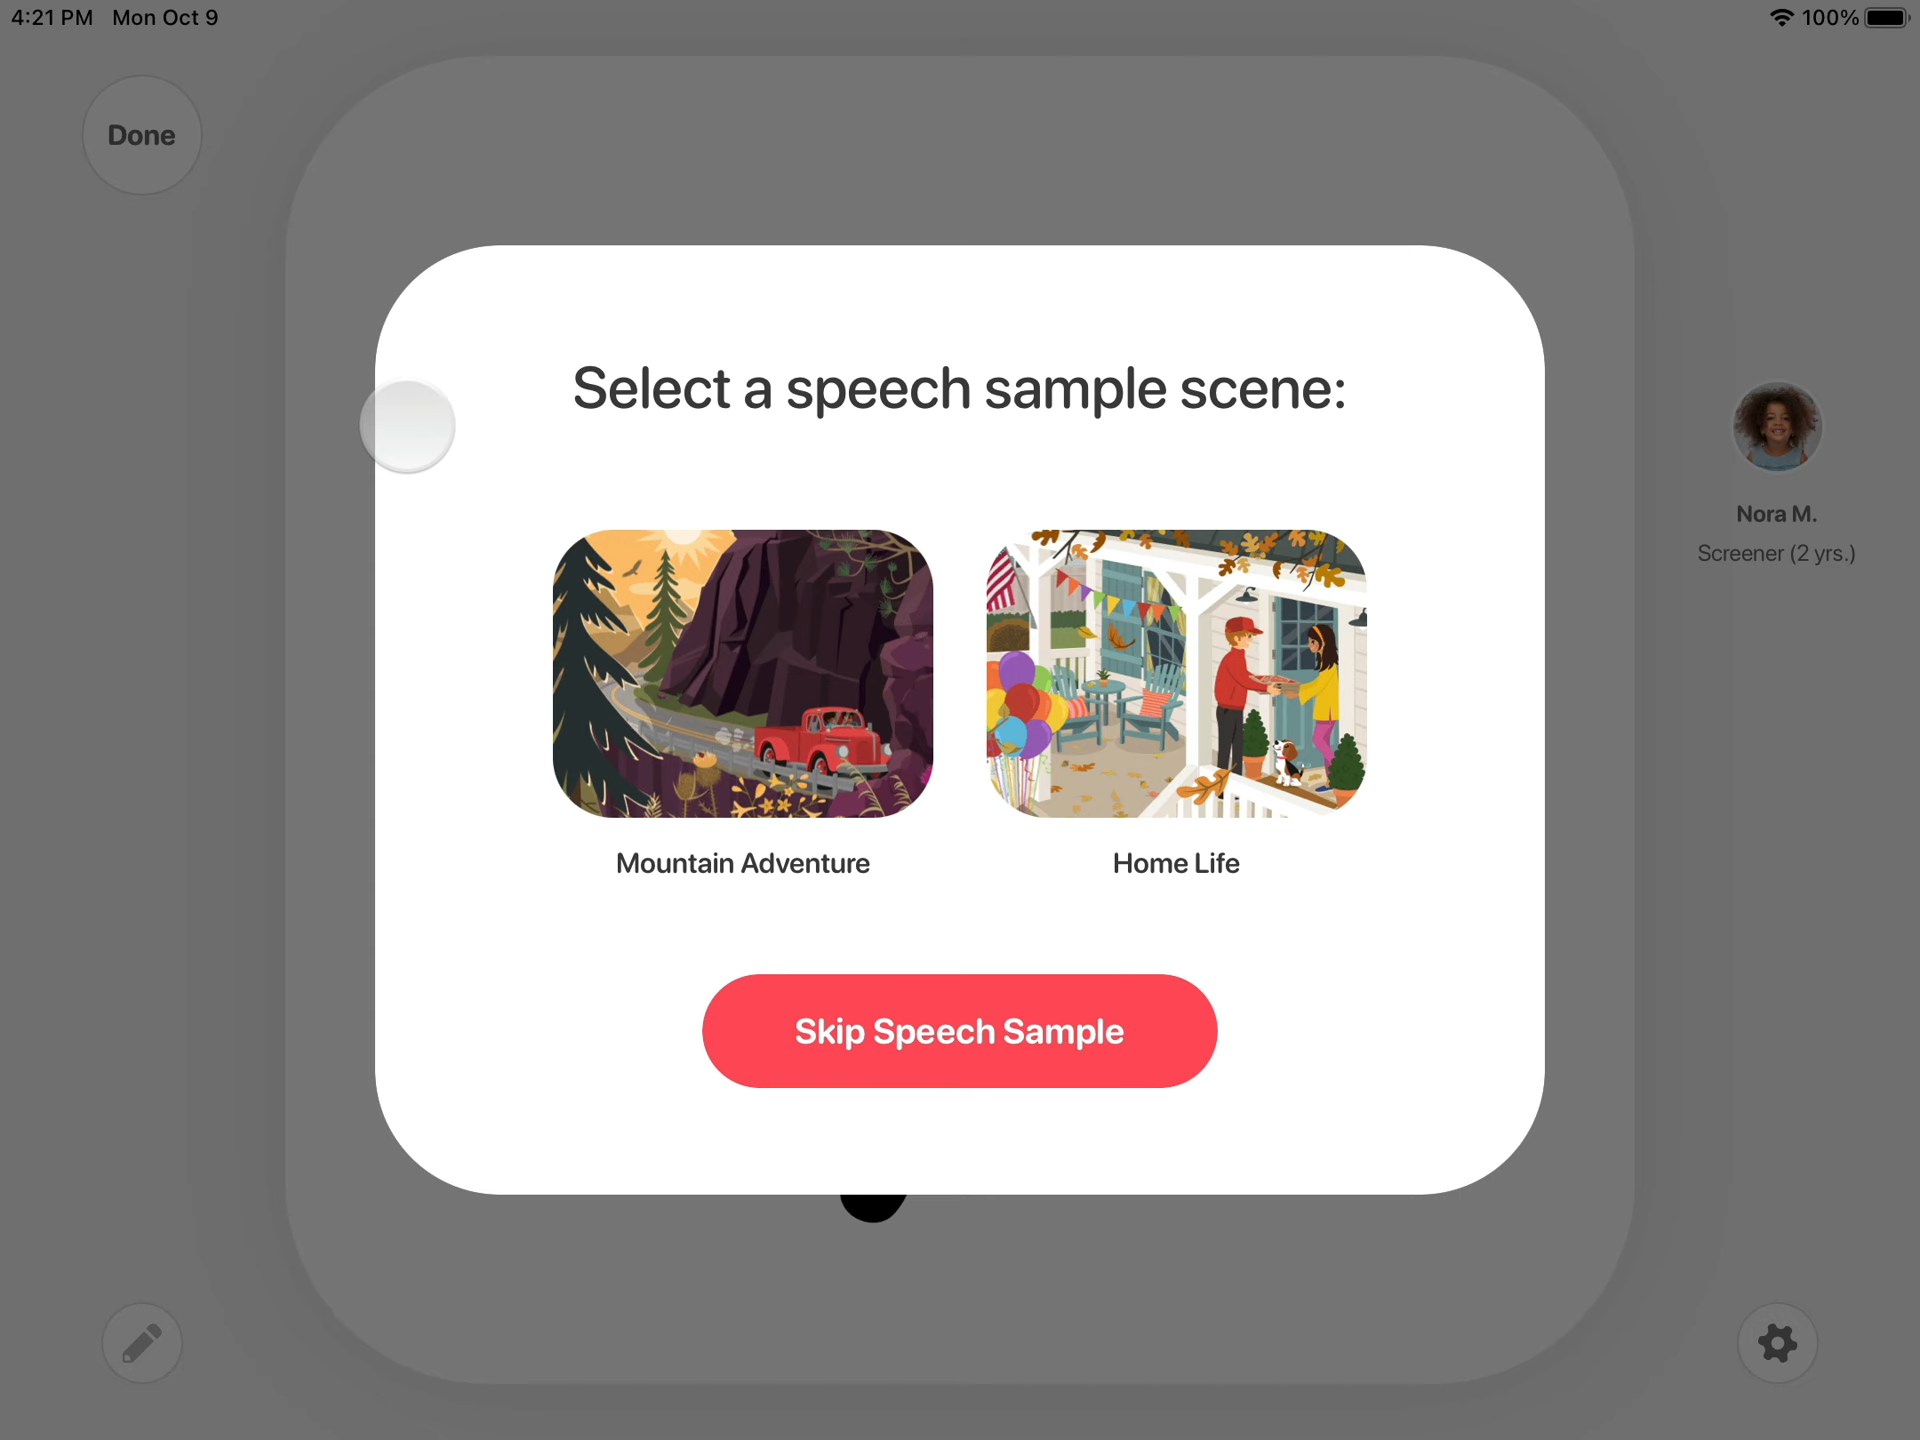 4:21 PM Mon Oct 9
100%
Done
Select a speech sample scene:
Nora M.
Screener (2 yrs.)
Mountain Adventure
Home Life
Skip Speech Sample